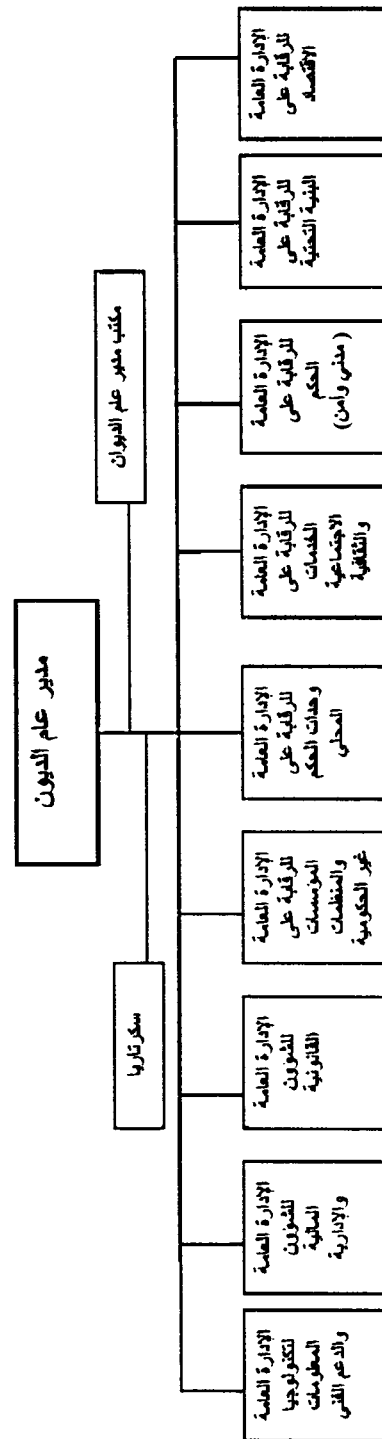 مدير عام الديون
مكتب مدير عام الديوان
سكرتاريا
الإدارة العامة
للرقابة على
الاقتصاد
الإدارة العامة
للرقابة على
البنية التحتية
الإدارة العامة
للرقابة على
الحكم
(مدني وأمن)
الإدارة العامة
للرقابة على
الخدمات
الاجتماعية
والثقافية
الإدارة العامة
للرقابة على
وحدات الحكم
المحلي
الإدارة العامة
للرقابة على
المؤسسات
والمنظمات
غير الحكومية
الإدارة العامة
للشؤون
القانونية
الإدارة العامة
للشؤون
المالية
والإدارية
الإدارة العامة
لتكنولوجيا
المعلومات
والدعم الفني